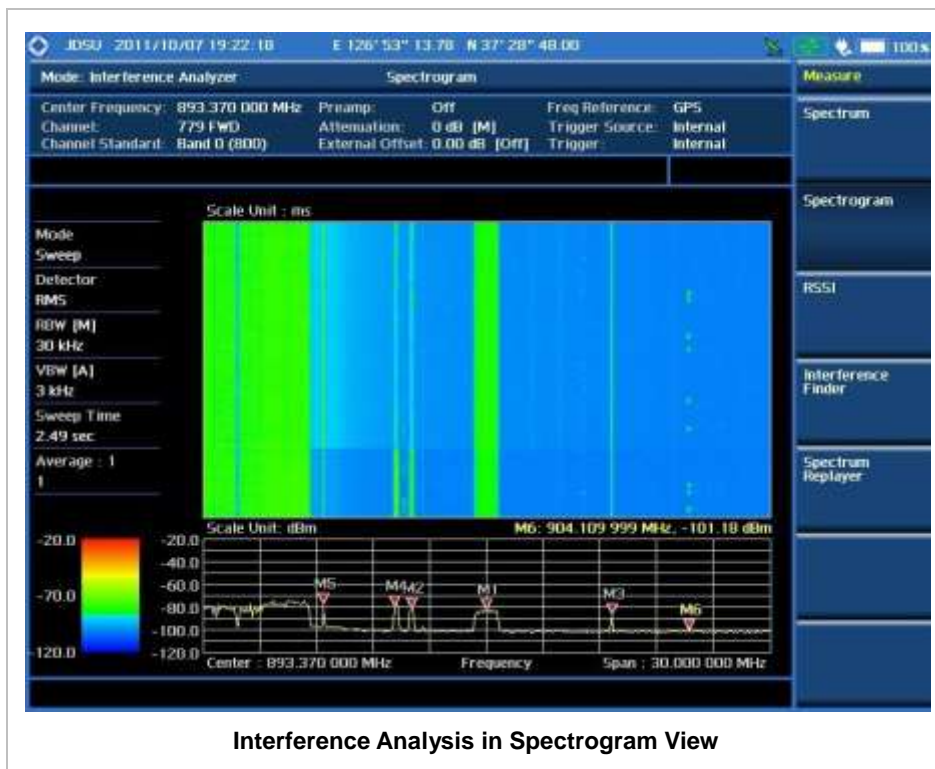 JDSU 2011/10/07 19:22:18 E 126° 53" 13.78 N 37° 28" 48.00 100%
Mode: Interference Analyzer Spectrogram
Measure
Center Frequency: 893.370 000 MHz Preamp: Off Freq Reference: GPS
Channel: 779 FWD Attenuation: 0 dB [M] Trigger Source: Internal
Channel Standard: Band 0 (800) External Offset: 0.00 dB [Off] Trigger: Internal
Spectrum
Spectrogram
RSSI
Interference
Finder
Spectrum
Replayer
Scale Unit : ms
Mode
Sweep
Detector
RMS
RBW [M]
30 kHz
VBW [A]
3 kHz
Sweep Time
2.49 sec
Average : 1
1
Scale Unit: dBm M6: 904.109 999 MHz, -101.18 dBm
-20.0
-70.0
-120.0
-20.0
-40.0
-60.0
-80.0
-100.0
-120.0
M5 M4 M2 M1 M3 M6
Center : 893.370 000 MHz Frequency Span : 30.000 000 MHz
Interference Analysis in Spectrogram View